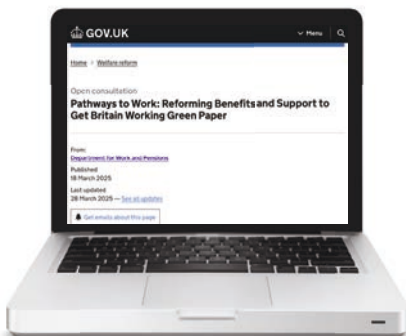 GOV.UK
Menu
Home > Welfare reform
Open consultation
Pathways to Work: Reforming Benefits and Support to
Get Britain Working Green Paper
From:
Department for Work and Pensions
Published
18 March 2025
Last updated
28 March 2025 — See all updates
Get emails about this page